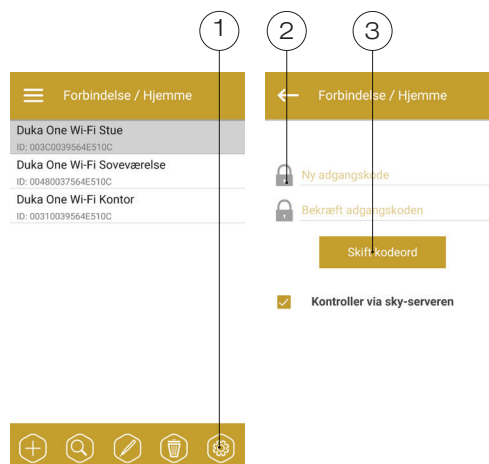 1
2
3
Forbindelse / Hjemme
Duka One Wi-Fi Stue
ID: 003C0039564E510C
Duka One Wi-Fi Soveværelse
ID: 00480037564E510C
Duka One Wi-Fi Kontor
ID: 00310039564E510C
Forbindelse / Hjemme
Ny adgangskode
Bekræft adgangskoden
Skift kodeord
Kontroller via sky-serveren